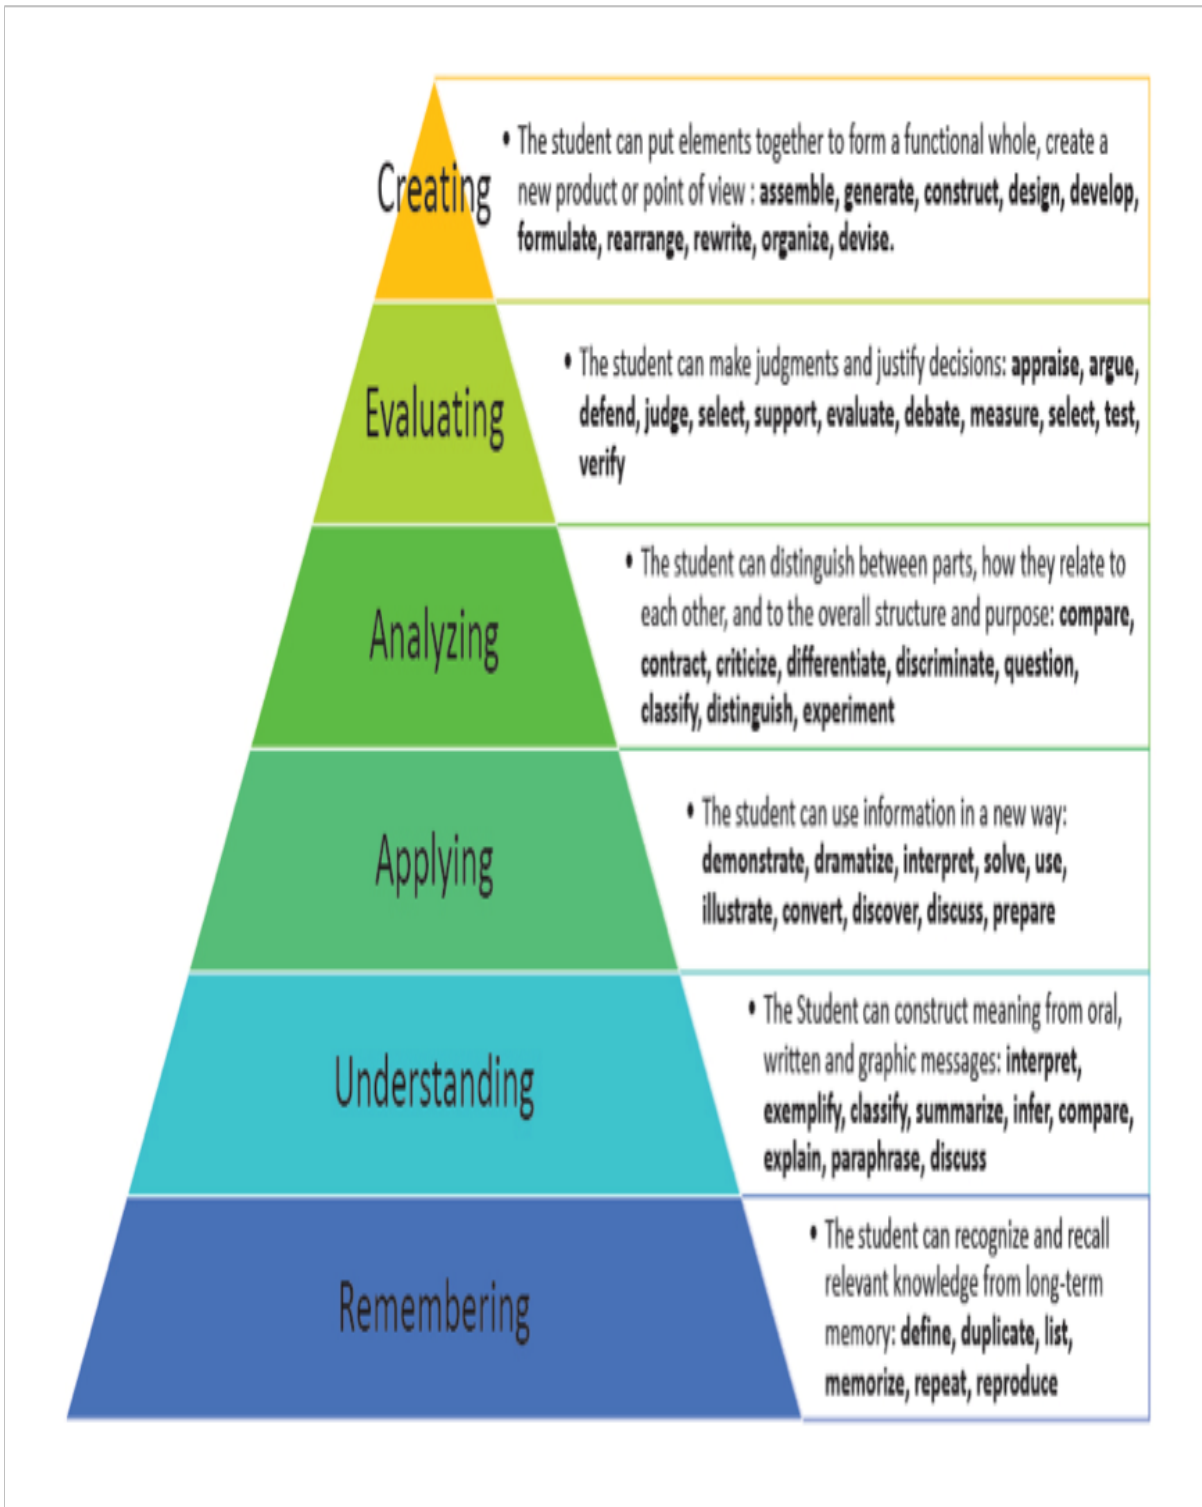 Creating
• The student can put elements together to form a functional whole, create a
new product or point of view : assemble, generate, construct, design, develop,
formulate, rearrange, rewrite, organize, devise.
Evaluating
• The student can make judgments and justify decisions: appraise, argue,
defend, judge, select, support, evaluate, debate, measure, select, test,
verify
Analyzing
• The student can distinguish between parts, how they relate to
each other, and to the overall structure and purpose: compare,
contract, criticize, differentiate, discriminate, question,
classify, distinguish, experiment
Applying
• The student can use information in a new way:
demonstrate, dramatize, interpret, solve, use,
illustrate, convert, discover, discuss, prepare
Understanding
• The Student can construct meaning from oral,
written and graphic messages: interpret,
exemplify, classify, summarize, infer, compare,
explain, paraphrase, discuss
Remembering
• The student can recognize and recall
relevant knowledge from long-term
memory: define, duplicate, list,
memorize, repeat, reproduce